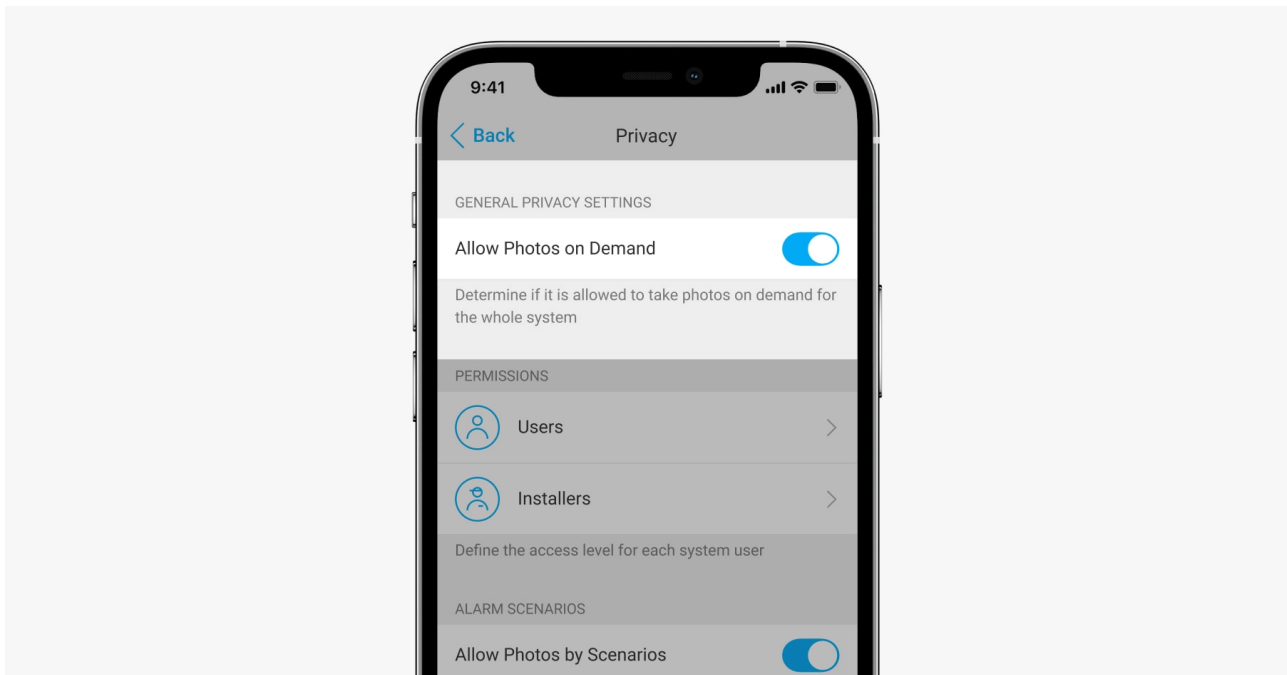 9:41
Back
Privacy
GENERAL PRIVACY SETTINGS
Allow Photos on Demand
Determine if it is allowed to take photos on demand for
the whole system
PERMISSIONS
Users
Installers
Define the access level for each system user
ALARM SCENARIOS
Allow Photos by Scenarios